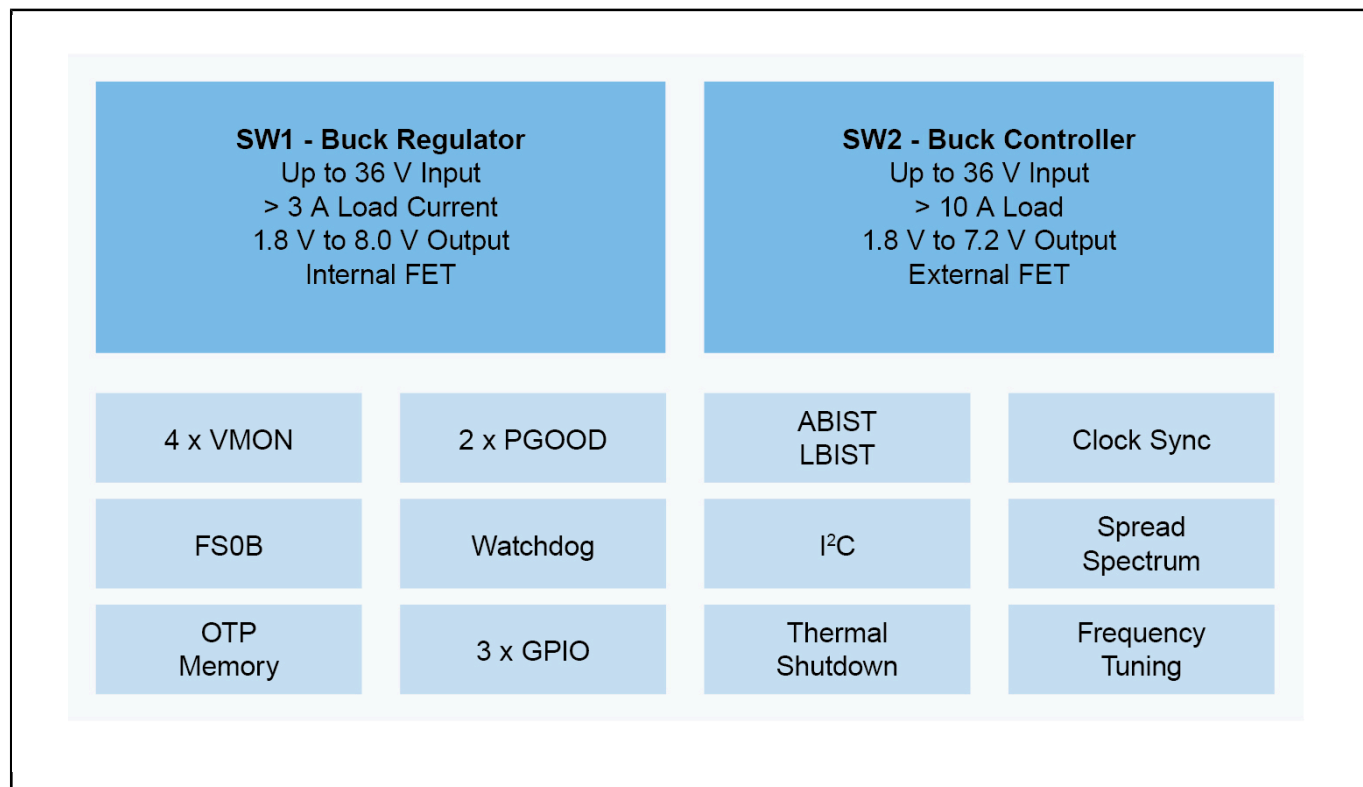 SW1 - Buck Regulator
Up to 36 V Input
> 3 A Load Current
1.8 V to 8.0 V Output
Internal FET
SW2 - Buck Controller
Up to 36 V Input
> 10 A Load
1.8 V to 7.2 V Output
External FET
4 x VMON
2 x PGOOD
ABIST
LBIST
Clock Sync
FS0B
Watchdog
I²C
Spread
Spectrum
OTP
Memory
3 x GPIO
Thermal
Shutdown
Frequency
Tuning